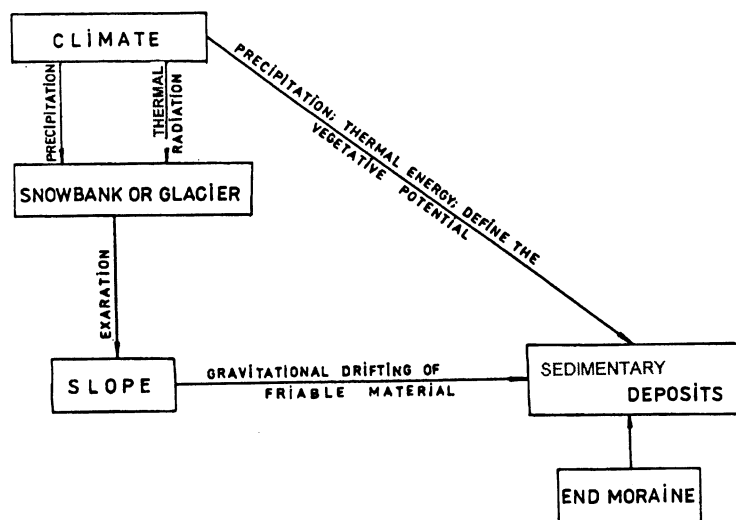 CLiMATE
PRECiPiTATiON
THERMAL
RADiATiON
PRECiPiTATiON; THERMAL ENERGY; DEFiNE THE
VEGETATiVE POTENTiAL
SNOWBANK OR GLACiER
EXARATiON
SLOPE
GRAViTATiONAL DRiFTiNG OF
FRiABLE MATERiAL
SEDIMENTARY
DEPOSiTS
END MORAiNE